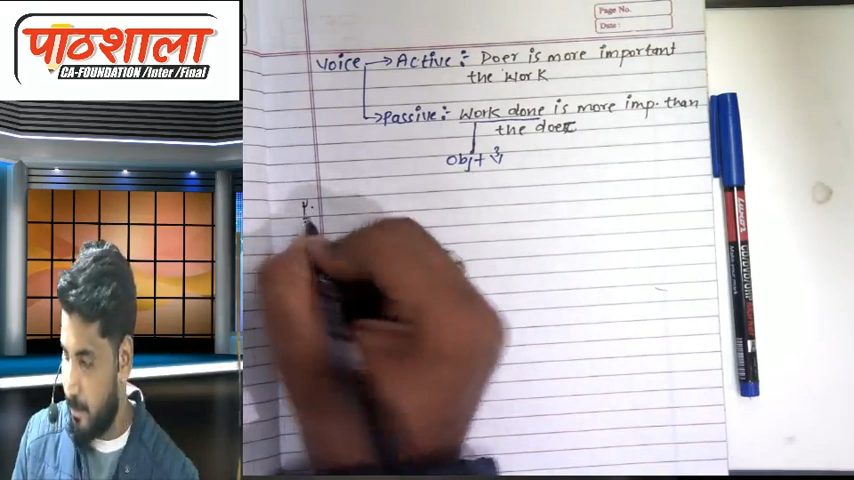 पाठशाला
CA-FOUNDATION/Inter/Final
Page No.
Date:
Voice → Active :- Doer is more important
the work
→ Passive :- Work done is more imp. than
the doer
Obj + V3